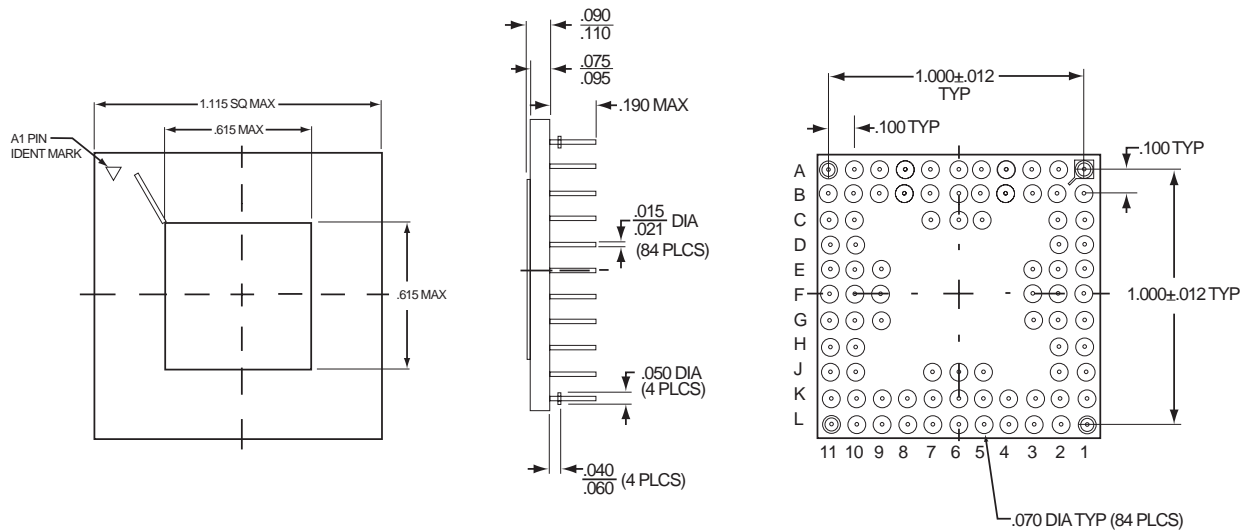 1.115 SQ MAX
.615 MAX
A1 PIN
IDENT MARK
.615 MAX
.090
.110
.075
.095
.190 MAX
.015
.021 DIA
(84 PLCS)
.050 DIA
(4 PLCS)
.040
.060 (4 PLCS)
1.000±.012
TYP
.100 TYP
.100 TYP
1.000±.012 TYP
A
B
C
D
E
F
G
H
J
K
L
11 10 9 8 7 6 5 4 3 2 1
.070 DIA TYP (84 PLCS)